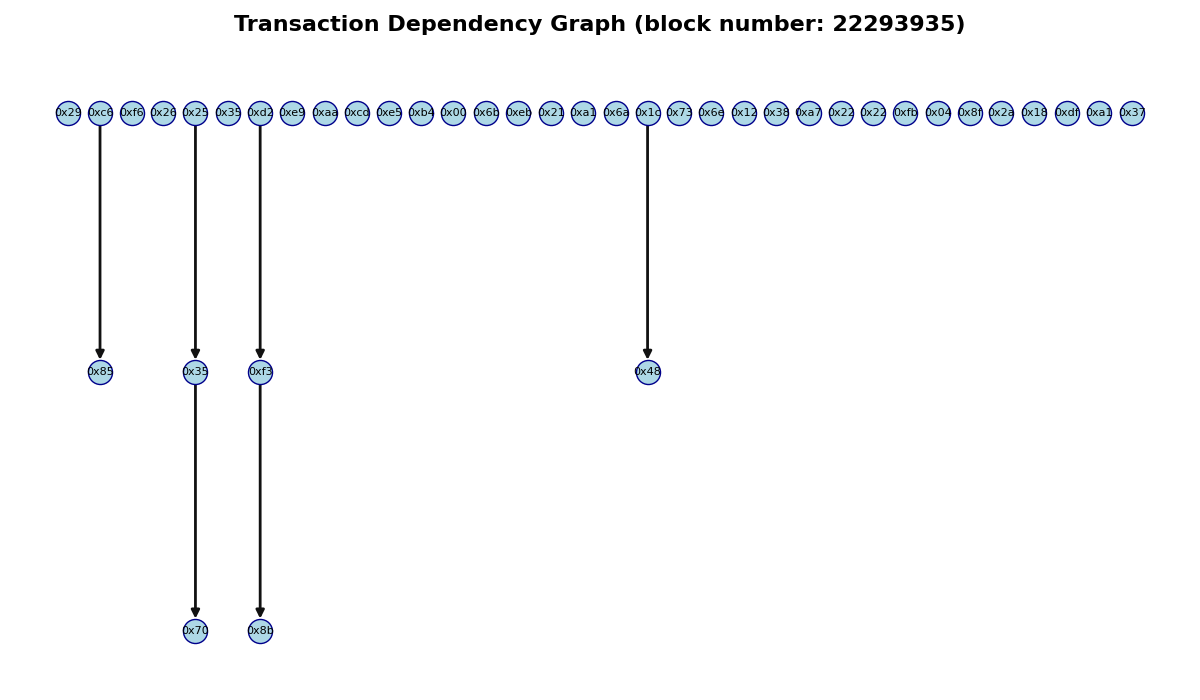 Transaction Dependency Graph (block number: 22293935)
0x29 0xc6 0xf6 0x26 0x25 0x35 0xd2 0xe9 0xaa 0xcd 0xe5 0xb4 0x00 0x6b 0xeb 0x21 0xa1 0x6a 0x73 0x6e 0x12 0x38 0xa7 0x22 0x22 0xfb 0x04 0x8f 0x2a 0x18 0xdf 0xa1 0x37
0x85 0x35 0xf3 0x48
0x70 0x8b